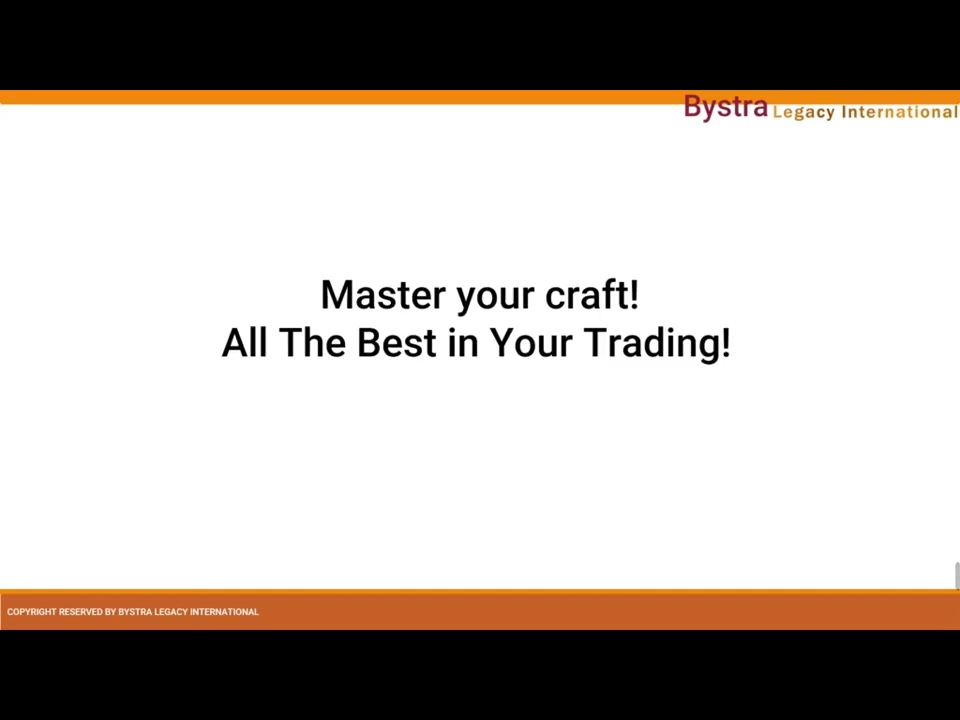 Bystra Legacy International
Master your craft!
All The Best in Your Trading!
COPYRIGHT RESERVED BY BYSTRA LEGACY INTERNATIONAL